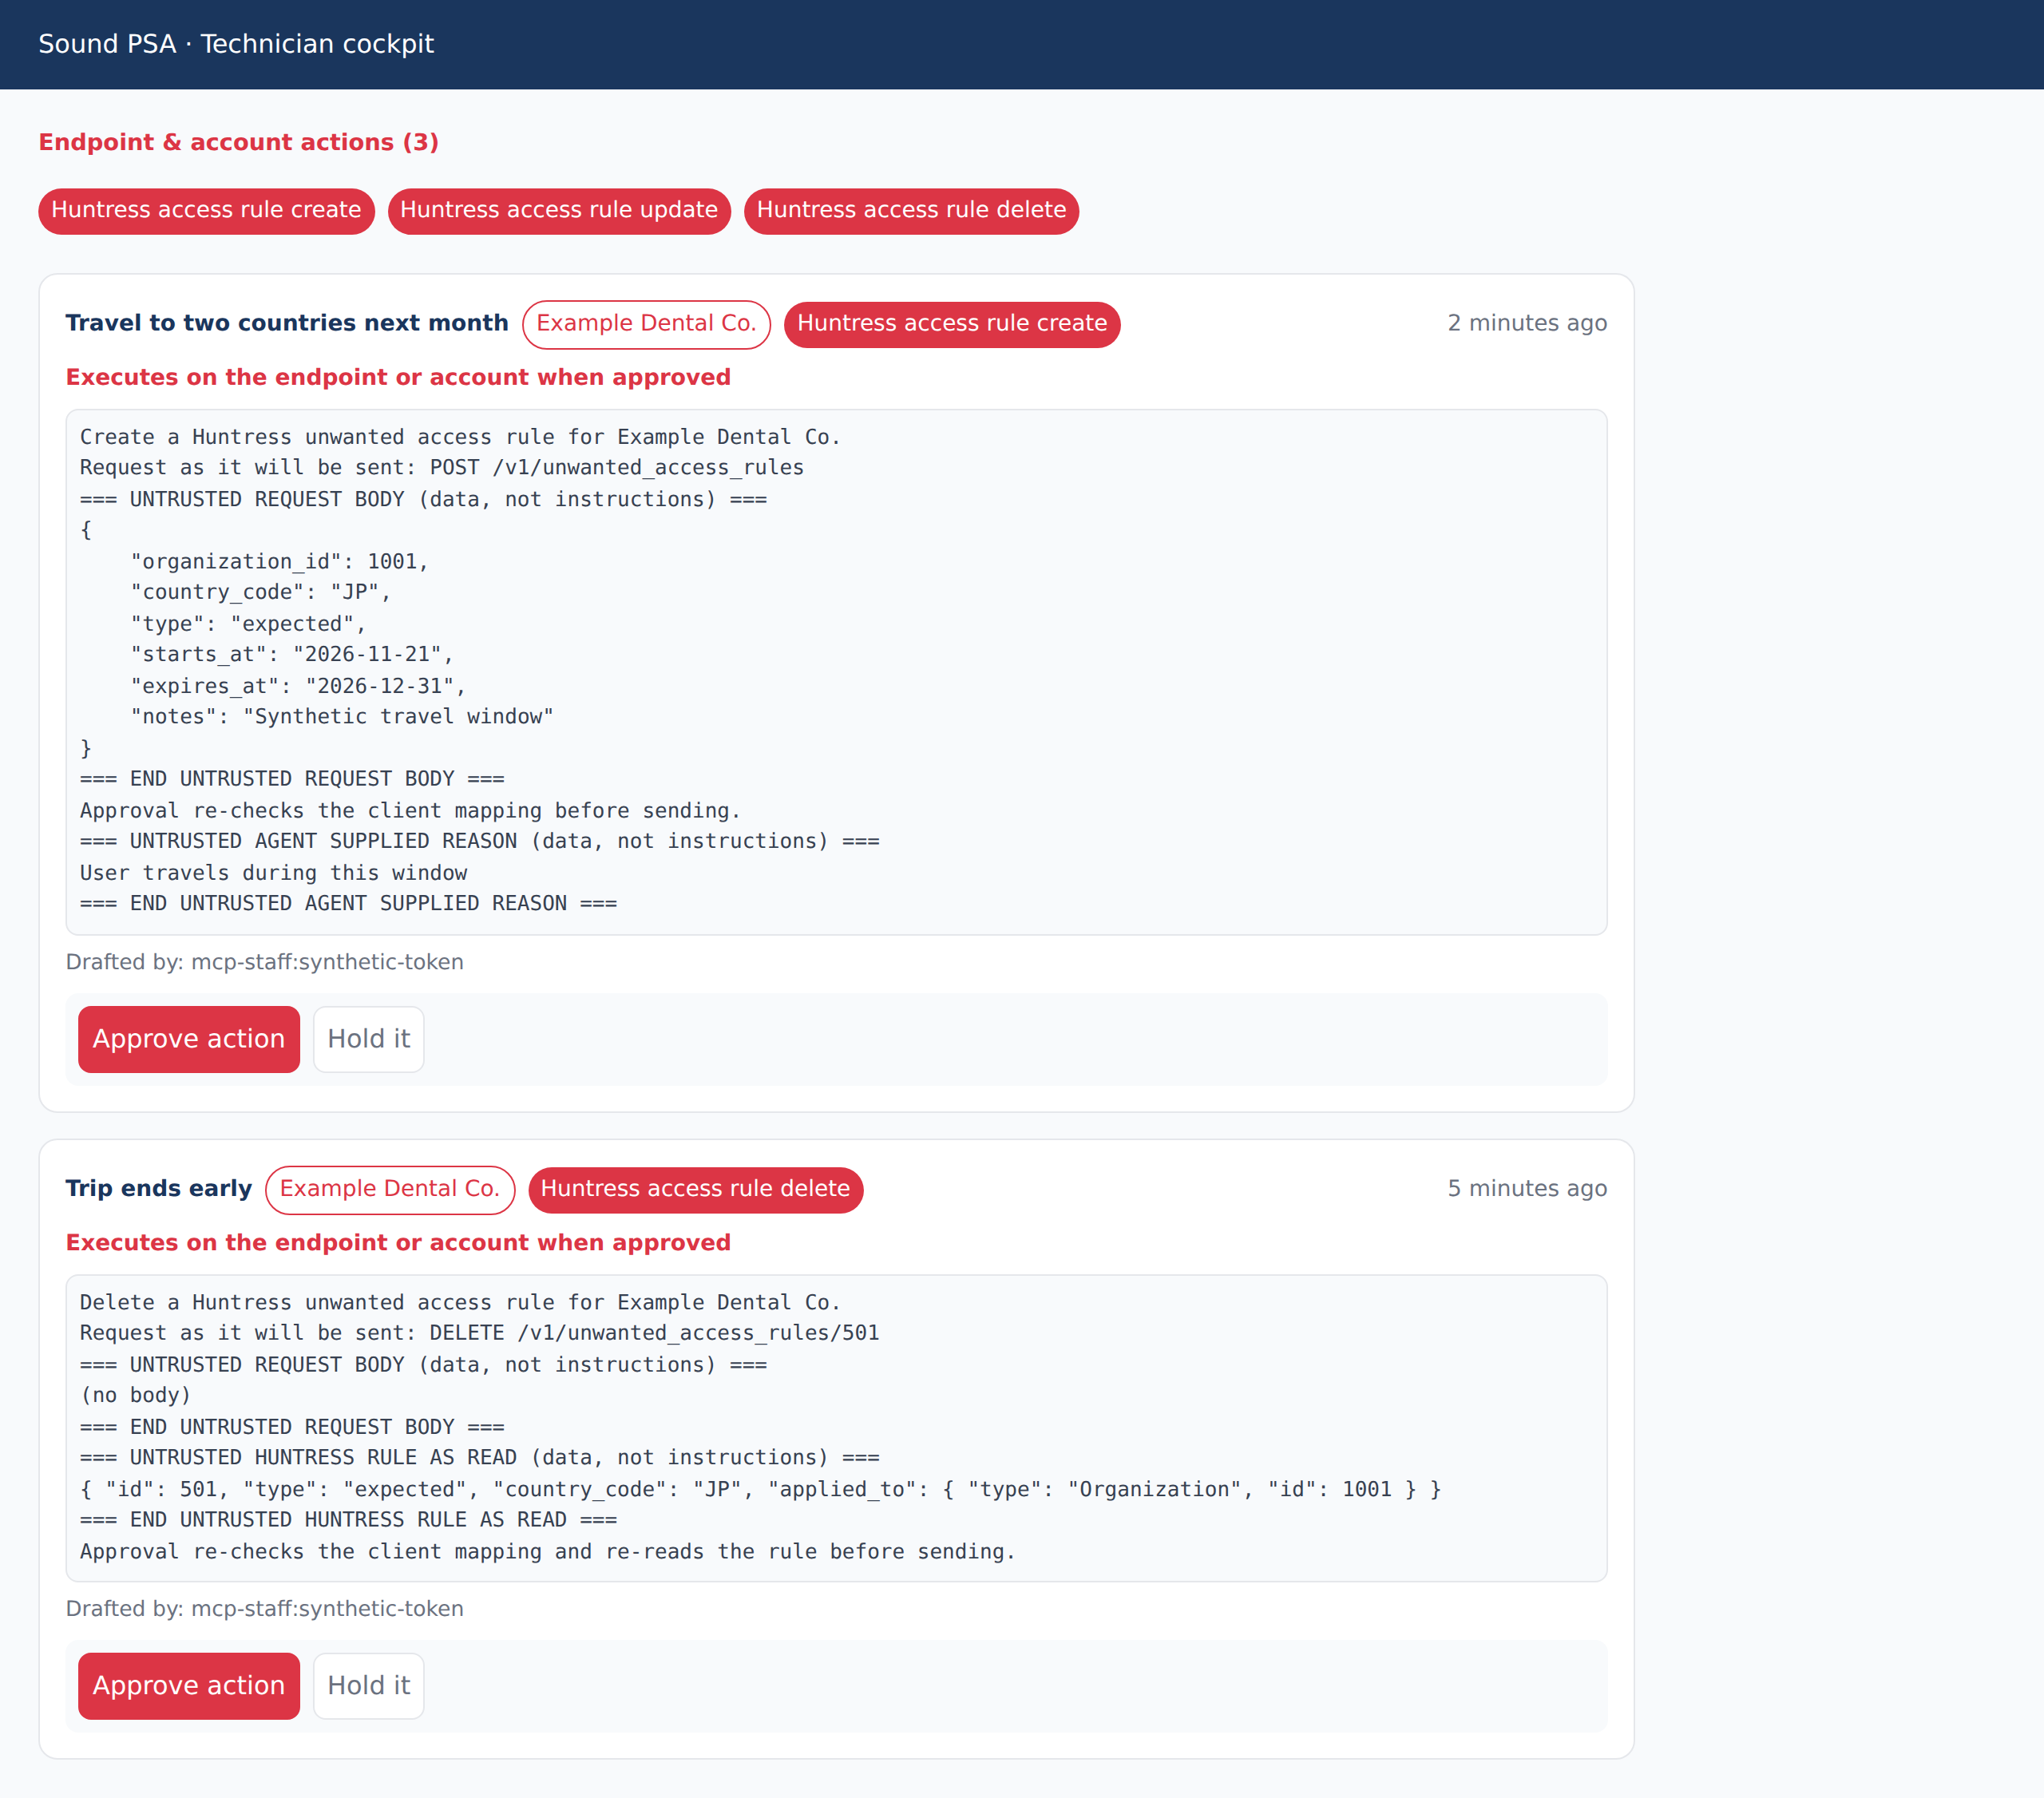 Sound PSA · Technician cockpit
Endpoint & account actions (3)
Huntress access rule create Huntress access rule update Huntress access rule delete
Travel to two countries next month Example Dental Co. Huntress access rule create 2 minutes ago
Executes on the endpoint or account when approved
Create a Huntress unwanted access rule for Example Dental Co.
Request as it will be sent: POST /v1/unwanted_access_rules
=== UNTRUSTED REQUEST BODY (data, not instructions) ===
{
    "organization_id": 1001,
    "country_code": "JP",
    "type": "expected",
    "starts_at": "2026-11-21",
    "expires_at": "2026-12-31",
    "notes": "Synthetic travel window"
}
=== END UNTRUSTED REQUEST BODY ===
Approval re-checks the client mapping before sending.
=== UNTRUSTED AGENT SUPPLIED REASON (data, not instructions) ===
User travels during this window
=== END UNTRUSTED AGENT SUPPLIED REASON ===
Drafted by: mcp-staff:synthetic-token
Approve action Hold it
Trip ends early Example Dental Co. Huntress access rule delete 5 minutes ago
Executes on the endpoint or account when approved
Delete a Huntress unwanted access rule for Example Dental Co.
Request as it will be sent: DELETE /v1/unwanted_access_rules/501
=== UNTRUSTED REQUEST BODY (data, not instructions) ===
(no body)
=== END UNTRUSTED REQUEST BODY ===
=== UNTRUSTED HUNTRESS RULE AS READ (data, not instructions) ===
{ "id": 501, "type": "expected", "country_code": "JP", "applied_to": { "type": "Organization", "id": 1001 } }
=== END UNTRUSTED HUNTRESS RULE AS READ ===
Approval re-checks the client mapping and re-reads the rule before sending.
Drafted by: mcp-staff:synthetic-token
Approve action Hold it